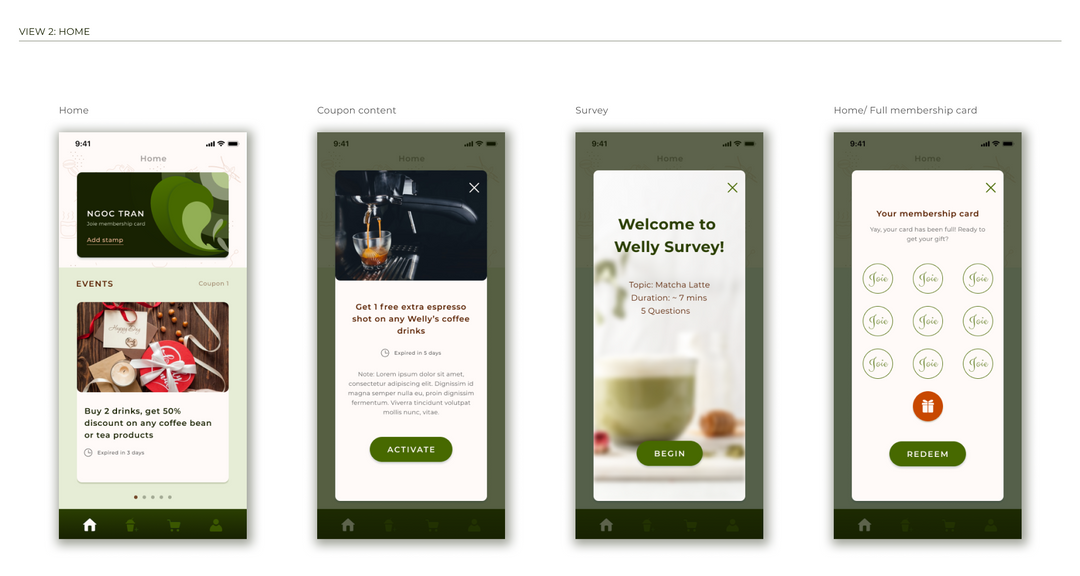 VIEW 2: HOME
Home
9:41
Home
NGOC TRAN
Joie membership card
Add stamp
EVENTS
Coupon 1
Happy Day
Buy 2 drinks, get 50%
discount on any coffee bean
or tea products
Expired in 3 days
Coupon content
9:41
Home
Get 1 free extra espresso
shot on any Welly's coffee
drinks
Expired in 5 days
Note: Lorem ipsum dolor sit amet,
consectetur adipiscing elit. Dignissim id
magna semper nulla eu, proin dignissim
fermentum. Viverra tincidunt volutpat
mollis nunc, vitae.
ACTIVATE
Survey
9:41
Home
Welcome to
Welly Survey!
Topic: Matcha Latte
Duration: ~ 7 mins
5 Questions
BEGIN
Home/ Full membership card
9:41
Home
Your membership card
Yay, your card has been full! Ready to
get your gift?
Joie Joie Joie
Joie Joie Joie
Joie Joie Joie
REDEEM